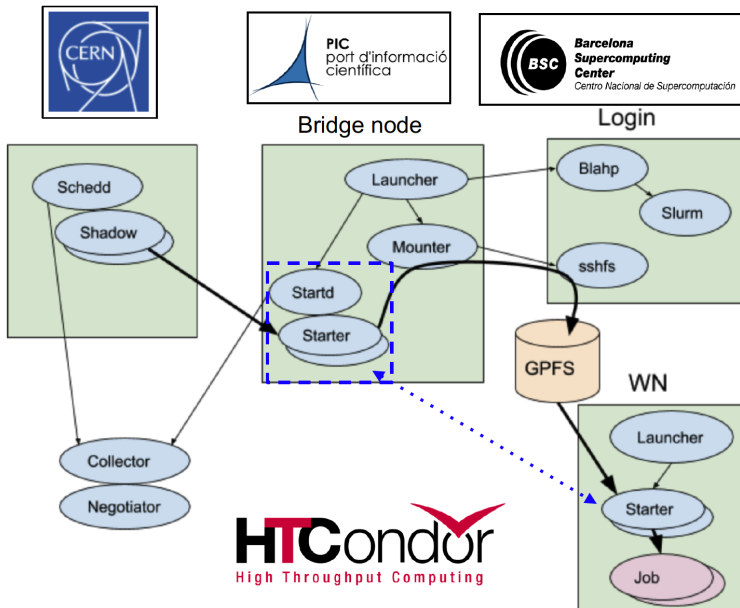 CERN
PIC
port d'informació
científica
BSC
Barcelona
Supercomputing
Center
Centro Nacional de Supercomputación
Bridge node
Login
Schedd
Shadow
Launcher
Mounter
Startd
Starter
Blahp
Slurm
sshfs
GPFS
WN
Launcher
Starter
Job
Collector
Negotiator
HTCondor
High Throughput Computing